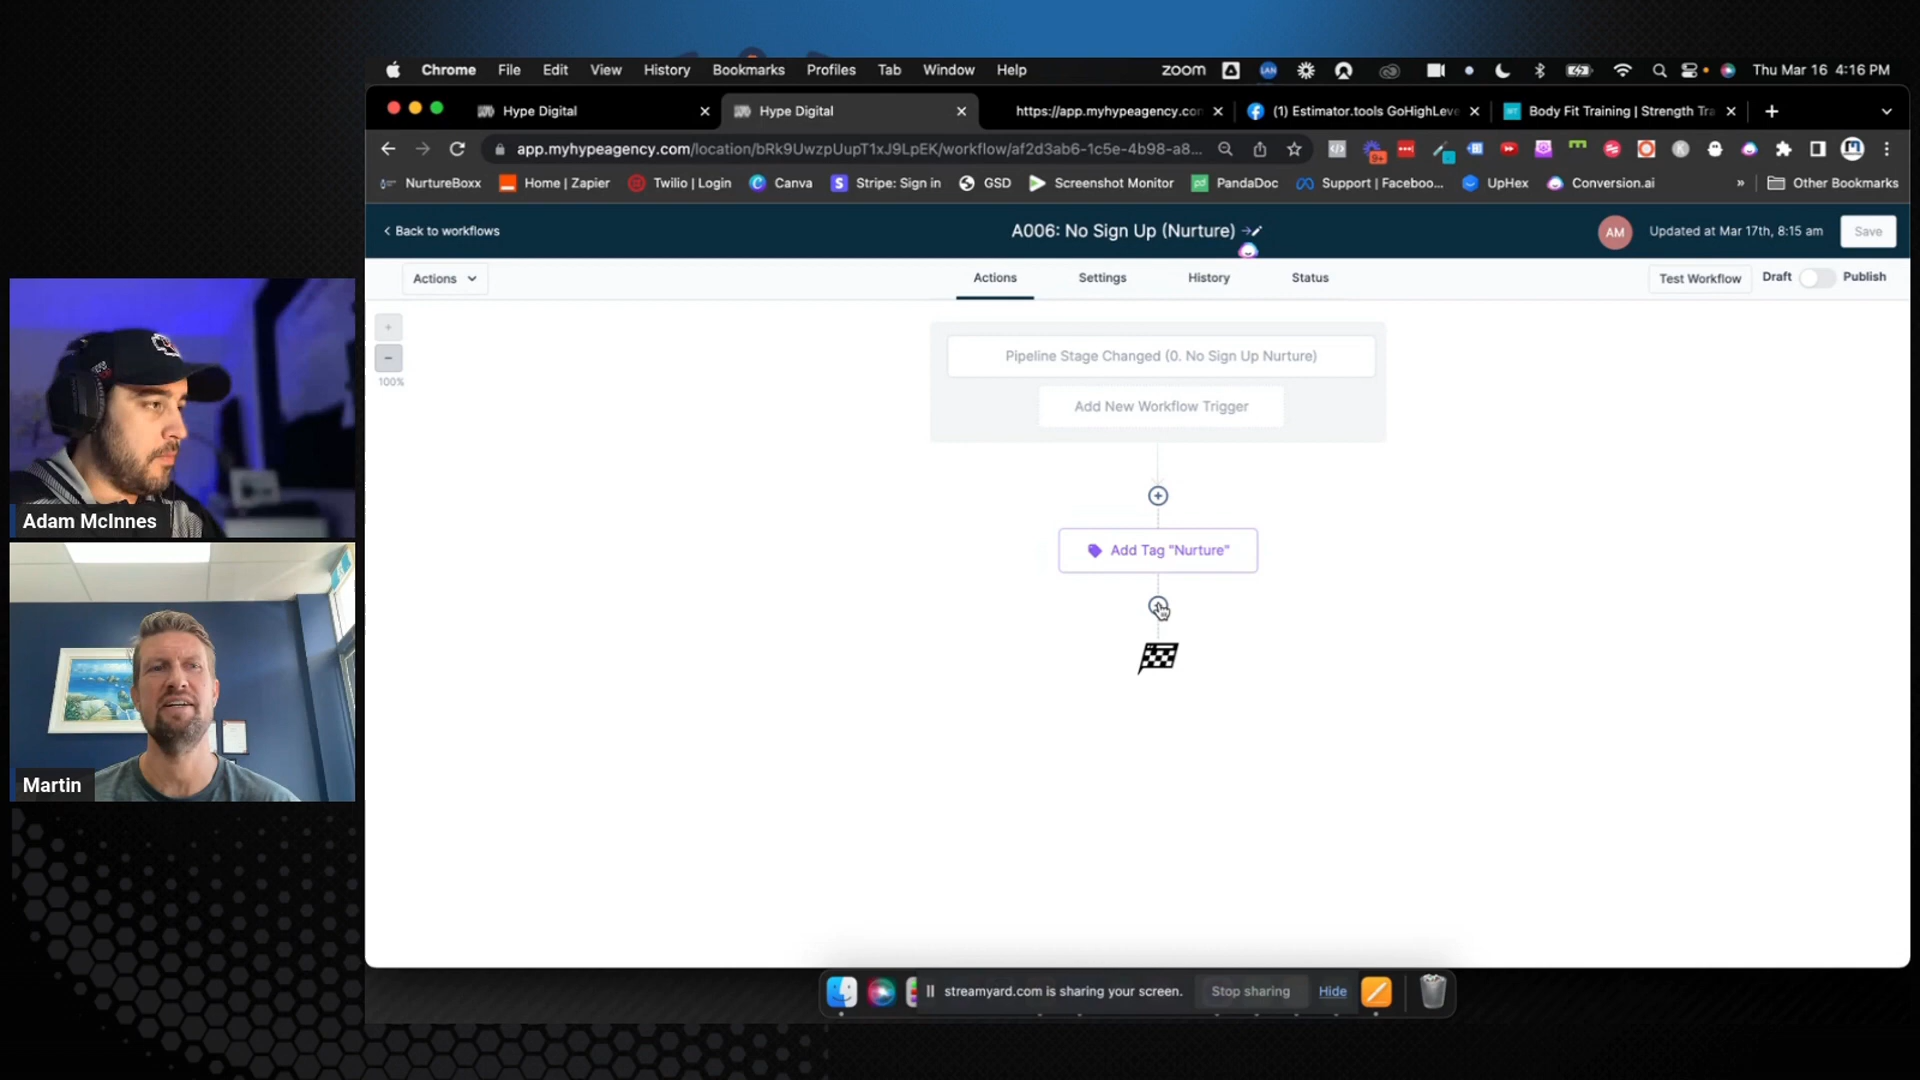 Chrome File Edit View History Bookmarks Profiles Tab Window Help
zoom
LAN
Thu Mar 16 4:16 PM
Hype Digital
Hype Digital
https://app.myhypeagency.con
(1) Estimator.tools GoHighLeve
Body Fit Training | Strength Tra
app.myhypeagency.com/location/bRk9UwzpUupT1xJ9LpEK/workflow/af2d3ab6-1c5e-4b98-a8...
9+
NurtureBoxx
Home | Zapier
Twilio | Login
Canva
Stripe: Sign in
GSD
Screenshot Monitor
PandaDoc
Support | Faceboo...
UpHex
Conversion.ai
»
Other Bookmarks
Back to workflows
A006: No Sign Up (Nurture)
AM
Updated at Mar 17th, 8:15 am
Save
Actions
Actions
Settings
History
Status
Test Workflow
Draft
Publish
100%
Pipeline Stage Changed (0. No Sign Up Nurture)
Add New Workflow Trigger
Add Tag "Nurture"
Adam McInnes
Martin
streamyard.com is sharing your screen.
Stop sharing
Hide